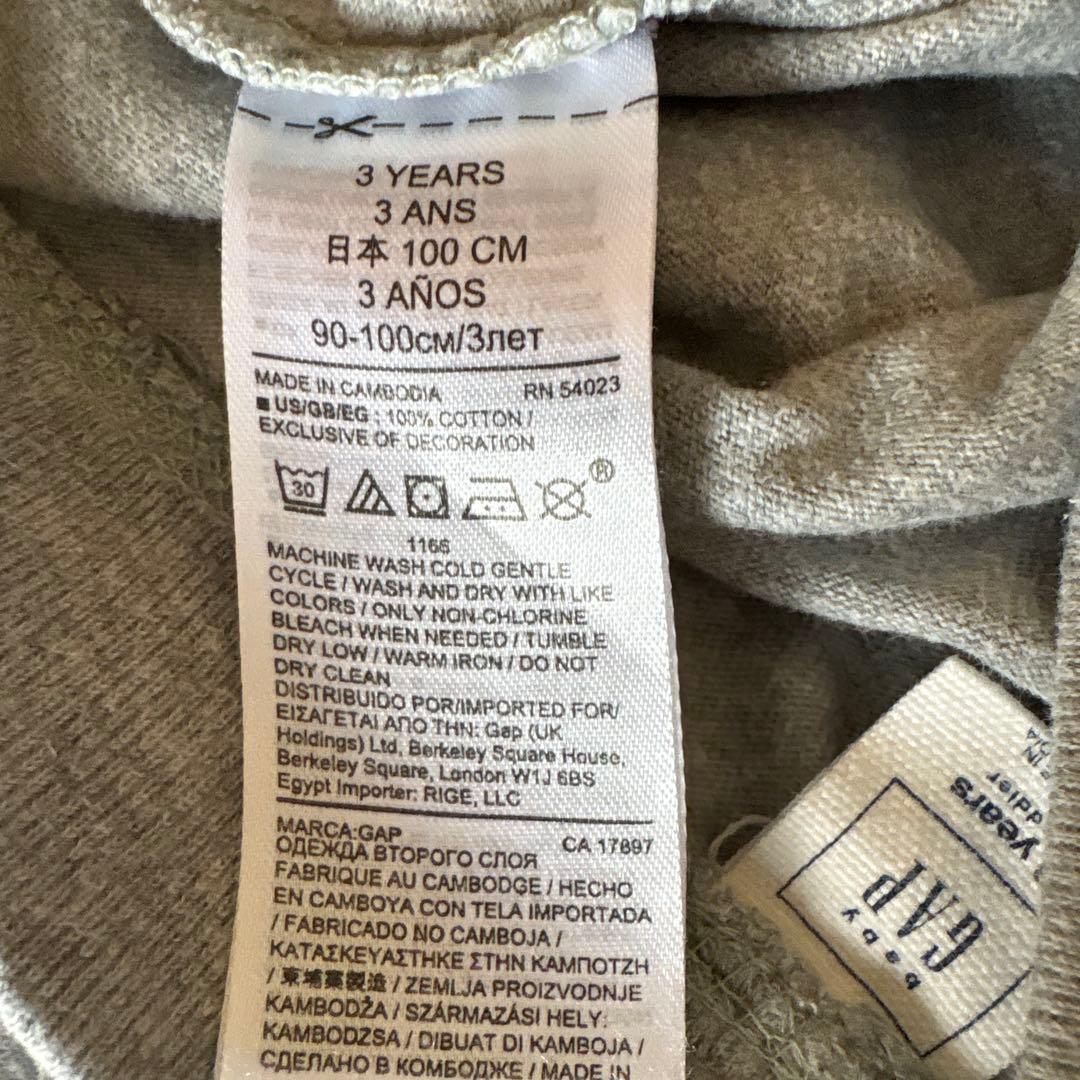 3 YEARS
3 ANS
日本 100 CM
3 AÑOS
90-100см/3лет
MADE IN CAMBODIA RN 54023
US/GB/EG : 100% COTTON /
EXCLUSIVE OF DECORATION
30
®
1166
MACHINE WASH COLD GENTLE
CYCLE / WASH AND DRY WITH LIKE
COLORS / ONLY NON-CHLORINE
BLEACH WHEN NEEDED / TUMBLE
DRY LOW / WARM IRON / DO NOT
DRY CLEAN
DISTRIBUIDO POR/IMPORTED FOR/
ΕΙΣΑΓΕΤΑΙ ΑΠΟ ΤΗΝ: Gap (UK
Holdings) Ltd, Berkeley Square House,
Berkeley Square, London W1J 6BS
Egypt Importer: RIGE, LLC
MARCA:GAP CA 17897
ОДЕЖДА ВТОРОГО СЛОЯ
FABRIQUE AU CAMBODGE / HECHO
EN CAMBOYA CON TELA IMPORTADA
/ FABRICADO NO CAMBOJA /
ΚΑΤΑΣΚΕΥΑΣΤΗΚΕ ΣΤΗΝ ΚΑΜΠΟΤΖΗ
/ 柬埔寨製造 / ZEMLJA PROIZVODNJE
KAMBODŽA / SZÁRMAZÁSI HELY:
KAMBODZSA / DIBUAT DI KAMBOJA /
СДЕЛАНО В КОМБОДЖЕ / MADE IN
baby
GAP
years